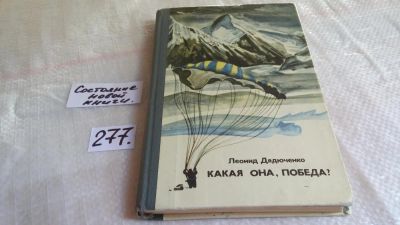 Состояние
новой
книги.
277.
Леонид Дядюченко
КАКАЯ ОНА, ПОБЕДА?